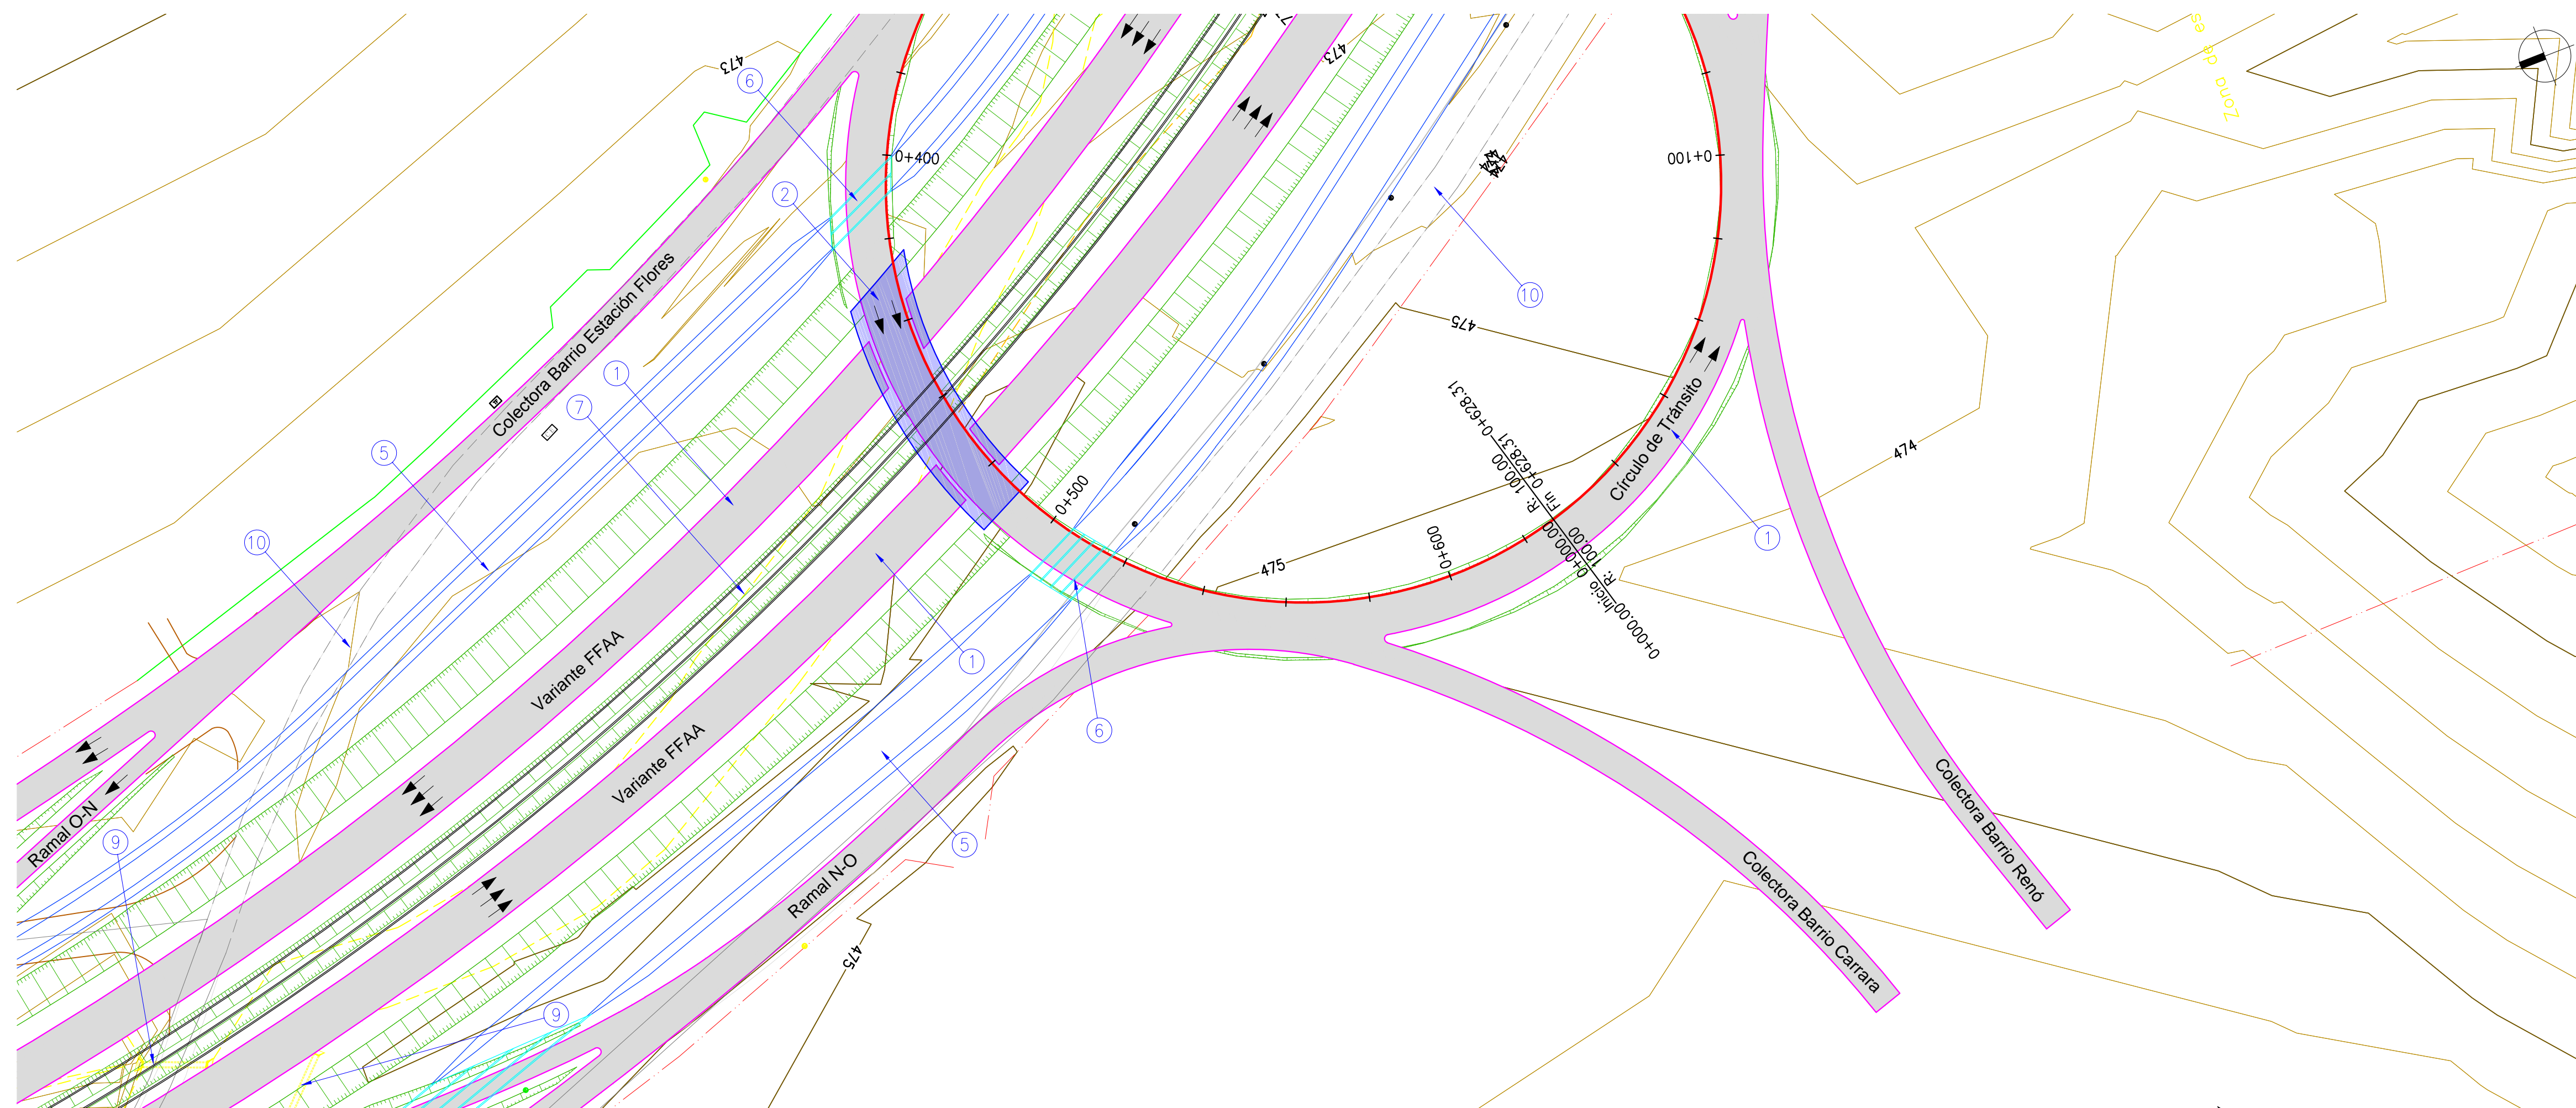 473
6
2
0+400
473
0+100
10
Zona de es
Colectora Barrio Estación Flores
1
7
5
10
475
0+628.31
Fin 0+628.31
R: 100.00
Inicio 0+000.00
R: 100.00
0+000.00
Círculo de Tránsito
474
1
0+500
0+600
475
Variante FFAA
Variante FFAA
1
6
5
Ramal O-N
9
Ramal N-O
475
9
Colectora Barrio Renó
Colectora Barrio Carrara